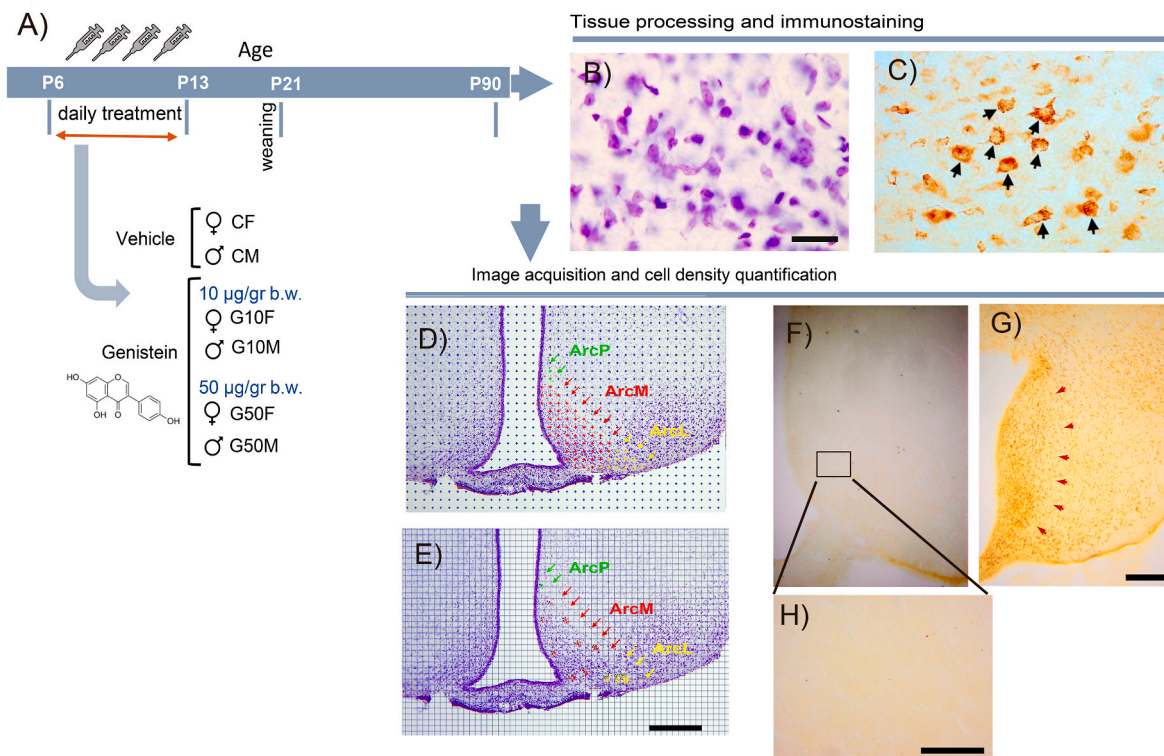 A)
Age
P6
P13
P21
P90
daily treatment
weaning
Vehicle
CF
CM
Genistein
10 µg/gr b.w.
G10F
G10M
50 µg/gr b.w.
G50F
G50M
HO
O
OH
O
OH
Tissue processing and immunostaining
B)
C)
Image acquisition and cell density quantification
D)
ArcP
ArcM
ArcL
E)
ArcP
ArcM
ArcL
F)
G)
H)